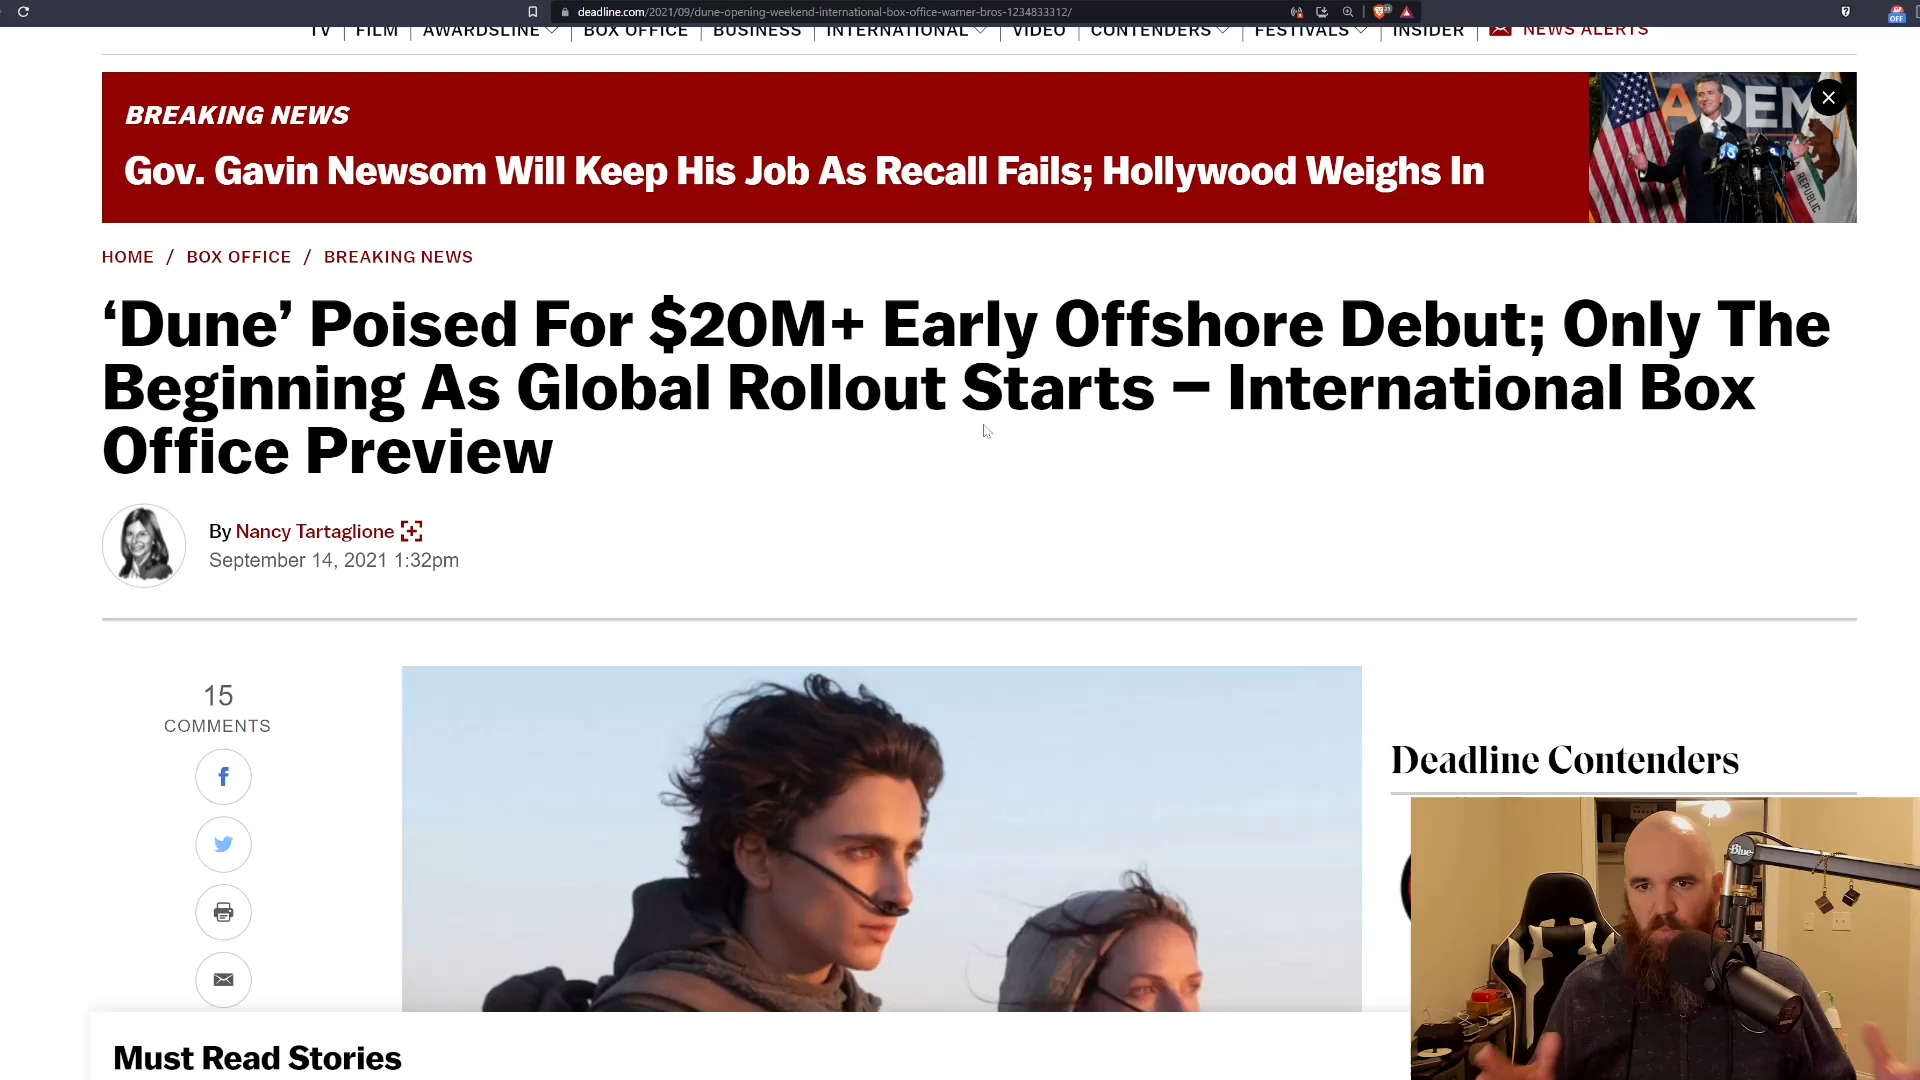 deadline.com/2021/09/dune-opening-weekend-international-box-office-warner-bros-1234833312/
OFF
TV FILM AWARDSLINE BOX OFFICE BUSINESS INTERNATIONAL VIDEO CONTENDERS FESTIVALS INSIDER NEWS ALERTS
BREAKING NEWS
Gov. Gavin Newsom Will Keep His Job As Recall Fails; Hollywood Weighs In
ADEM
REPUBLIC
HOME / BOX OFFICE / BREAKING NEWS
‘Dune’ Poised For $20M+ Early Offshore Debut; Only The
Beginning As Global Rollout Starts – International Box
Office Preview
By Nancy Tartaglione
September 14, 2021 1:32pm
15
COMMENTS
Deadline Contenders
Blue
Must Read Stories